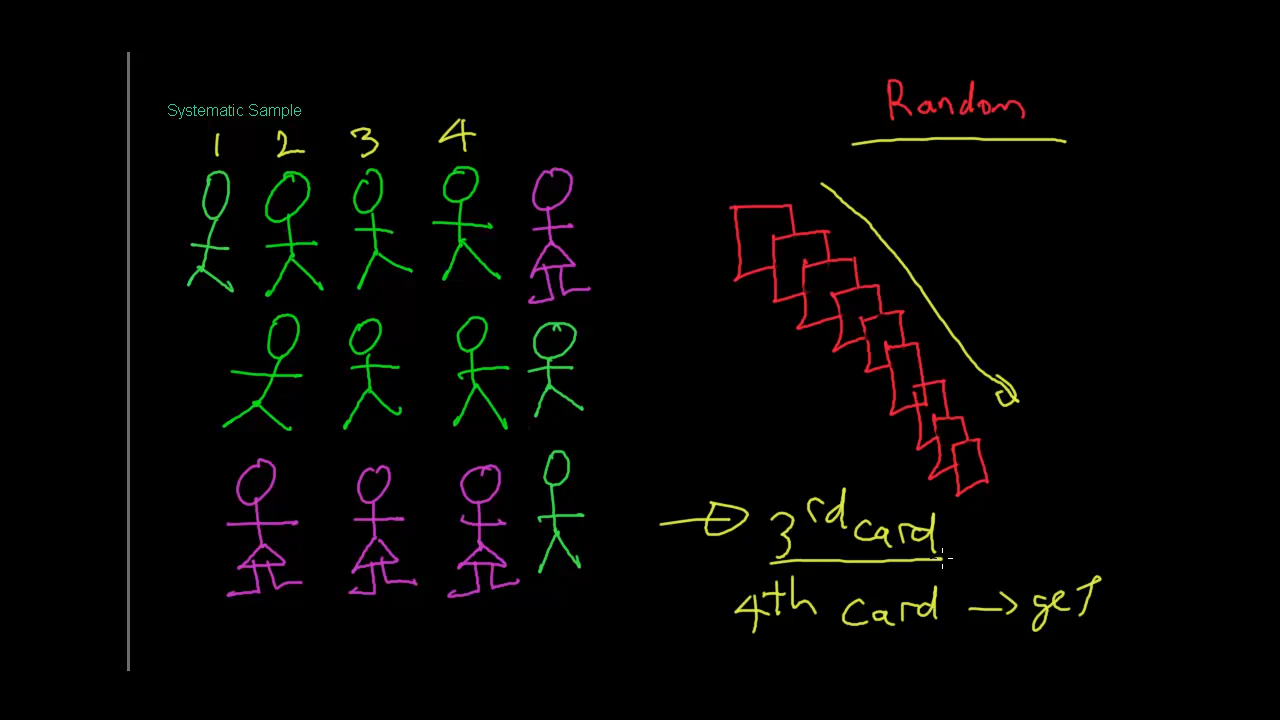 Systematic Sample
1 2 3 4
Random
3rd card
4th card → get